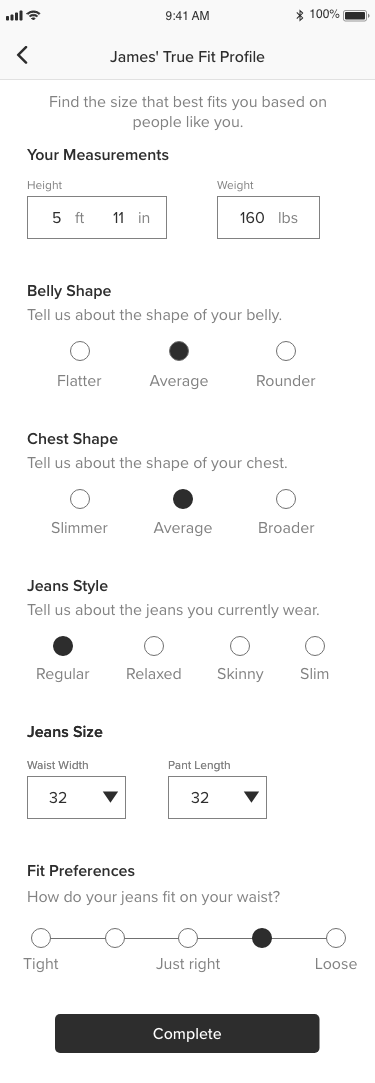 9:41 AM
100%
James' True Fit Profile
Find the size that best fits you based on
people like you.
Your Measurements
Height
Weight
5 ft 11 in
160 lbs
Belly Shape
Tell us about the shape of your belly.
Flatter
Average
Rounder
Chest Shape
Tell us about the shape of your chest.
Slimmer
Average
Broader
Jeans Style
Tell us about the jeans you currently wear.
Regular
Relaxed
Skinny
Slim
Jeans Size
Waist Width
Pant Length
32
32
Fit Preferences
How do your jeans fit on your waist?
Tight
Just right
Loose
Complete